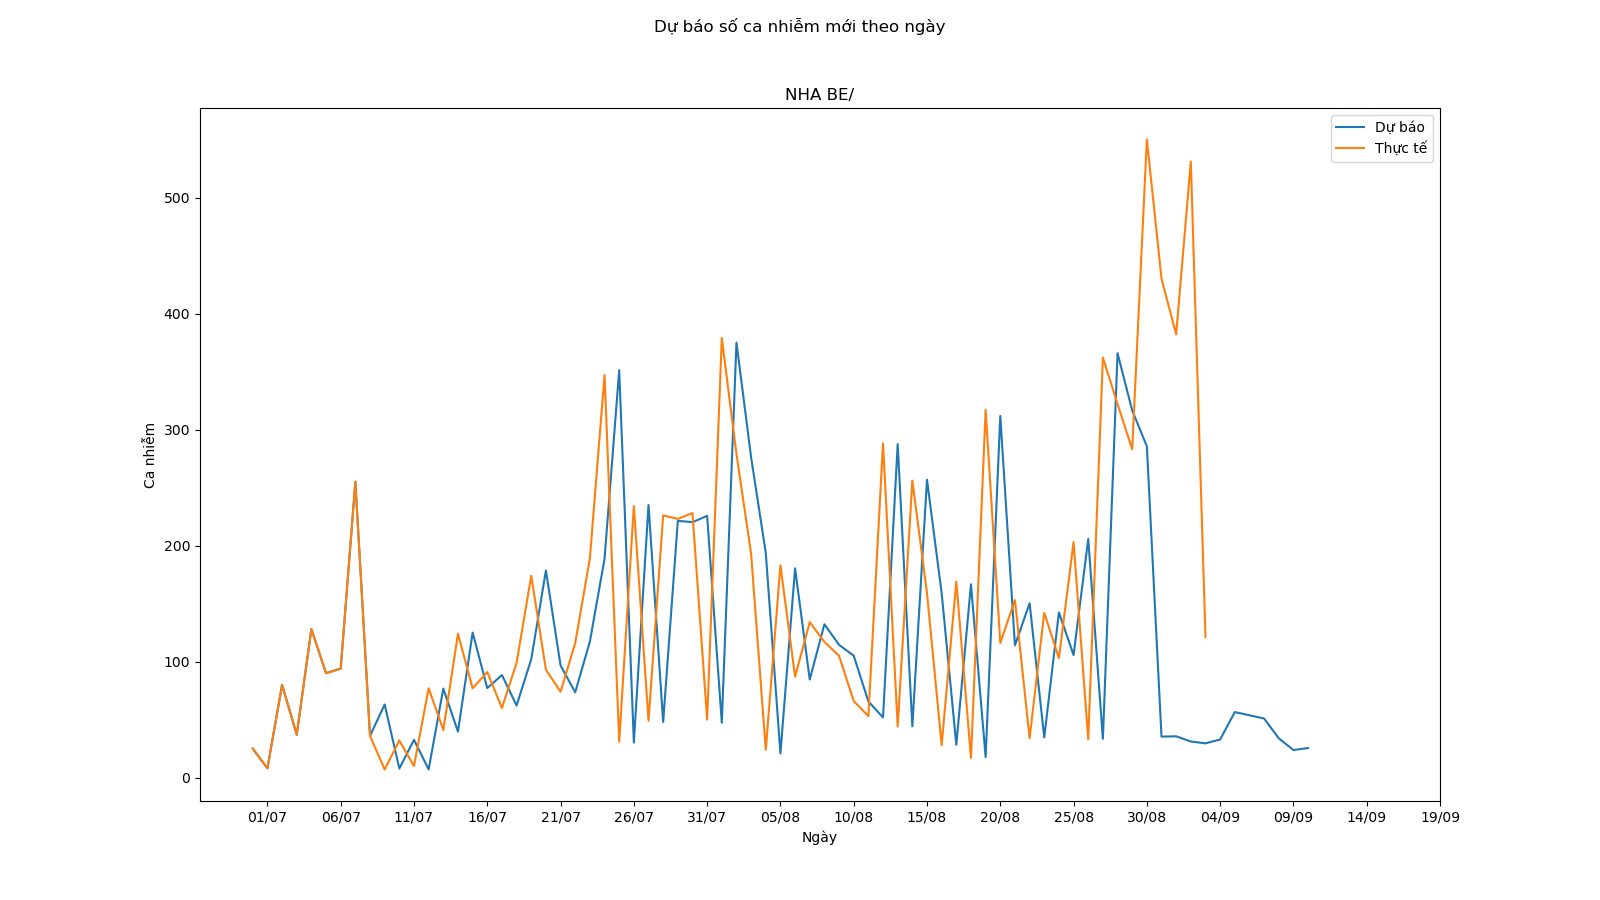 Dự báo số ca nhiễm mới theo ngày
NHA BE/
Dự báo
Thực tế
500
400
300
200
100
0
Ca nhiễm
01/07 06/07 11/07 16/07 21/07 26/07 31/07 05/08 10/08 15/08 20/08 25/08 30/08 04/09 09/09 14/09 19/09
Ngày